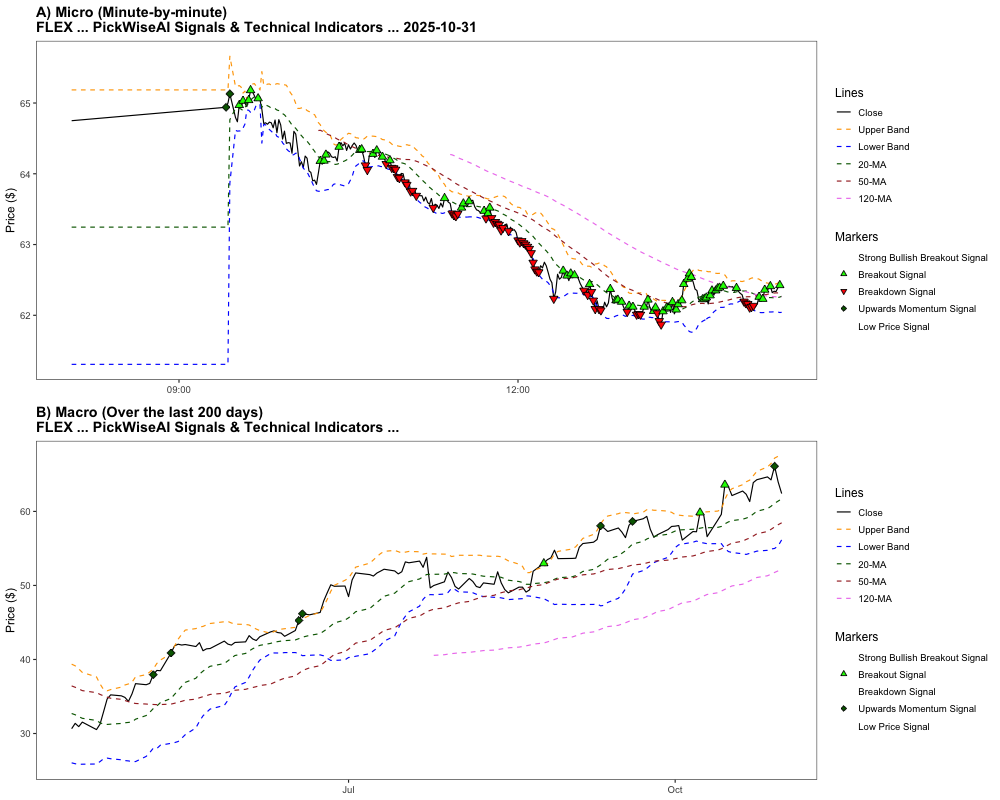 A) Micro (Minute-by-minute)
FLEX ... PickWiseAI Signals & Technical Indicators ... 2025-10-31
Price ($)
65
64
63
62
09:00
12:00
Lines
Close
Upper Band
Lower Band
20-MA
50-MA
120-MA
Markers
Strong Bullish Breakout Signal
Breakout Signal
Breakdown Signal
Upwards Momentum Signal
Low Price Signal
B) Macro (Over the last 200 days)
FLEX ... PickWiseAI Signals & Technical Indicators ...
Price ($)
60
50
40
30
Jul
Oct
Lines
Close
Upper Band
Lower Band
20-MA
50-MA
120-MA
Markers
Strong Bullish Breakout Signal
Breakout Signal
Breakdown Signal
Upwards Momentum Signal
Low Price Signal